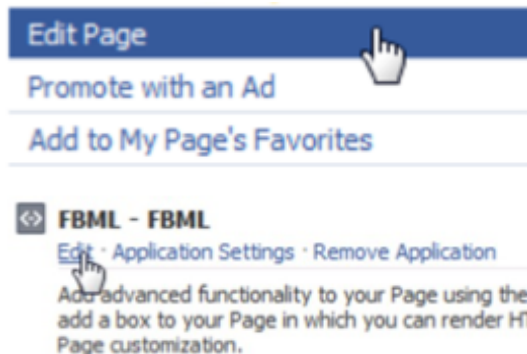 Edit Page
Promote with an Ad
Add to My Page's Favorites
FBML - FBML
Edit · Application Settings · Remove Application
Add advanced functionality to your Page using the
add a box to your Page in which you can render HT
Page customization.